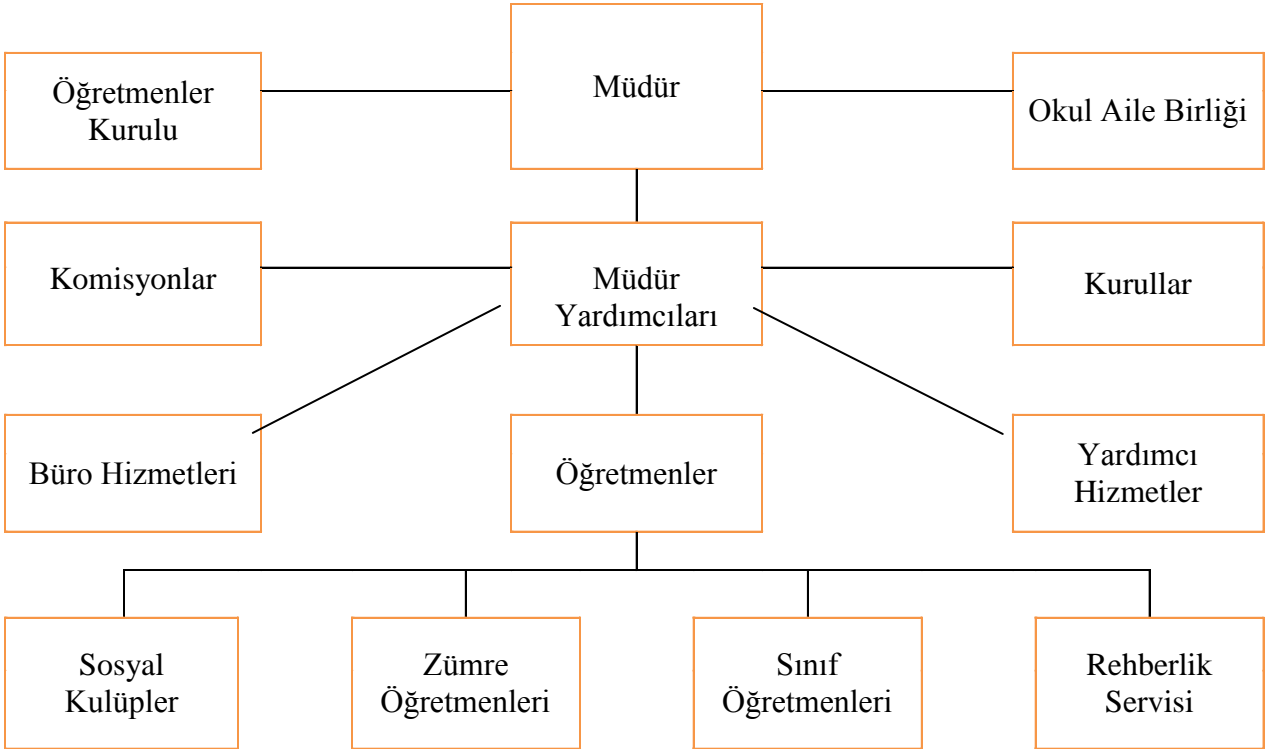 Öğretmenler
Kurulu
Müdür
Okul Aile Birliği
Komisyonlar
Müdür
Yardımcıları
Kurullar
Büro Hizmetleri
Öğretmenler
Yardımcı
Hizmetler
Sosyal
Kulüpler
Zümre
Öğretmenleri
Sınıf
Öğretmenleri
Rehberlik
Servisi